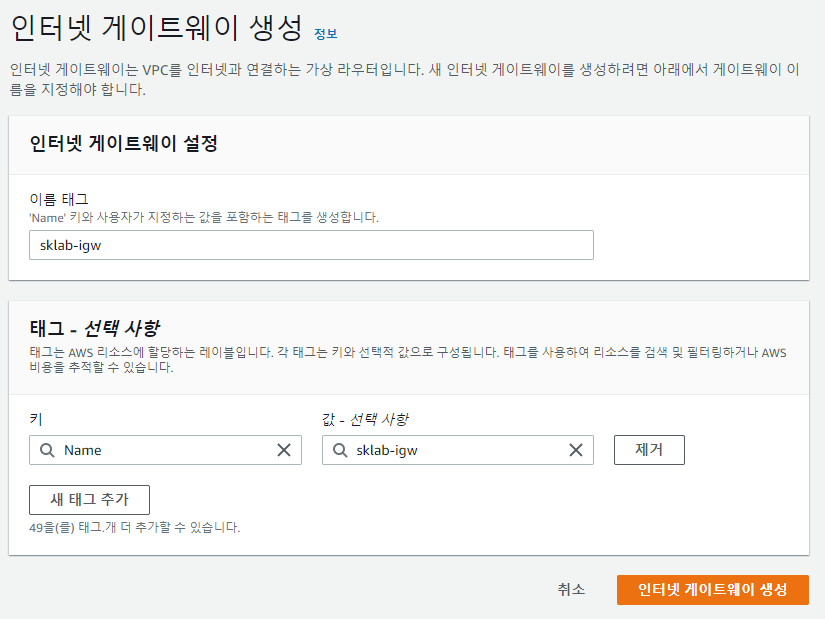 인터넷 게이트웨이 생성 정보
인터넷 게이트웨이는 VPC를 인터넷과 연결하는 가상 라우터입니다. 새 인터넷 게이트웨이를 생성하려면 아래에서 게이트웨이 이
름을 지정해야 합니다.
인터넷 게이트웨이 설정
이름 태그
'Name' 키와 사용자가 지정하는 값을 포함하는 태그를 생성합니다.
sklab-igw
태그 - 선택 사항
태그는 AWS 리소스에 할당하는 레이블입니다. 각 태그는 키와 선택적 값으로 구성됩니다. 태그를 사용하여 리소스를 검색 및 필터링하거나 AWS
비용을 추적할 수 있습니다.
키 값 - 선택 사항
Name sklab-igw 제거
새 태그 추가
49을(를) 태그.개 더 추가할 수 있습니다.
취소 인터넷 게이트웨이 생성